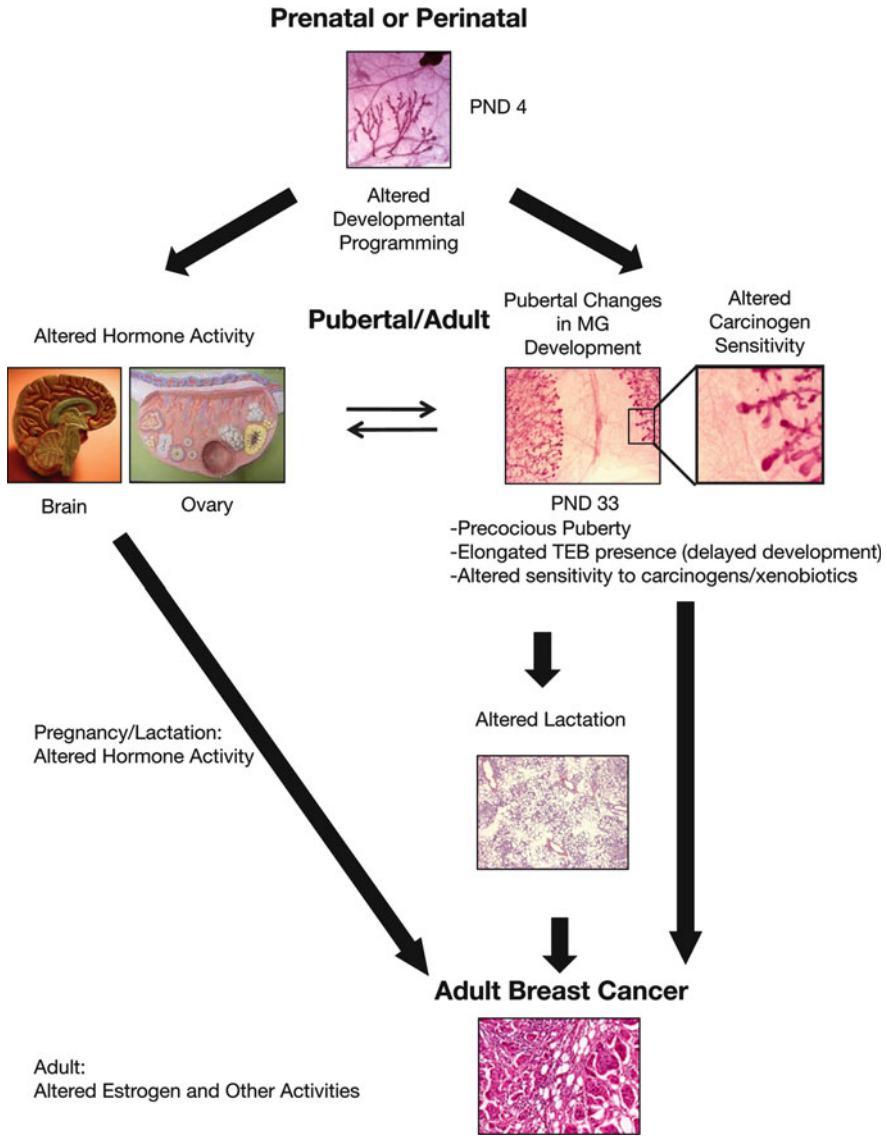 Prenatal or Perinatal
PND 4
Altered
Developmental
Programming
Altered Hormone Activity
Pubertal/Adult
Pubertal Changes
in MG
Development
Altered
Carcinogen
Sensitivity
Brain
Ovary
PND 33
-Precocious Puberty
-Elongated TEB presence (delayed development)
-Altered sensitivity to carcinogens/xenobiotics
Altered Lactation
Pregnancy/Lactation:
Altered Hormone Activity
Adult Breast Cancer
Adult:
Altered Estrogen and Other Activities